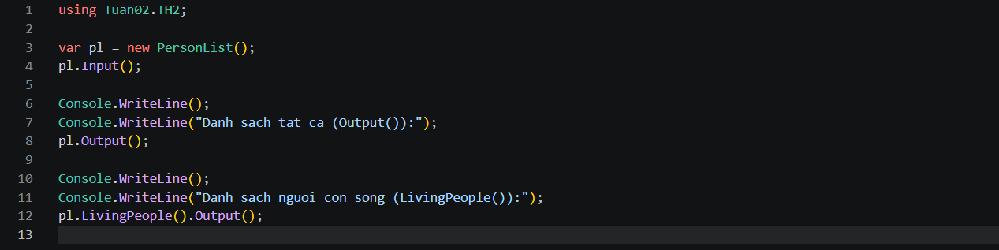 1 using Tuan02.TH2;
2
3 var pl = new PersonList();
4 pl.Input();
5
6 Console.WriteLine();
7 Console.WriteLine("Danh sach tat ca (Output()):");
8 pl.Output();
9
10 Console.WriteLine();
11 Console.WriteLine("Danh sach nguoi con song (LivingPeople()):");
12 pl.LivingPeople().Output();
13